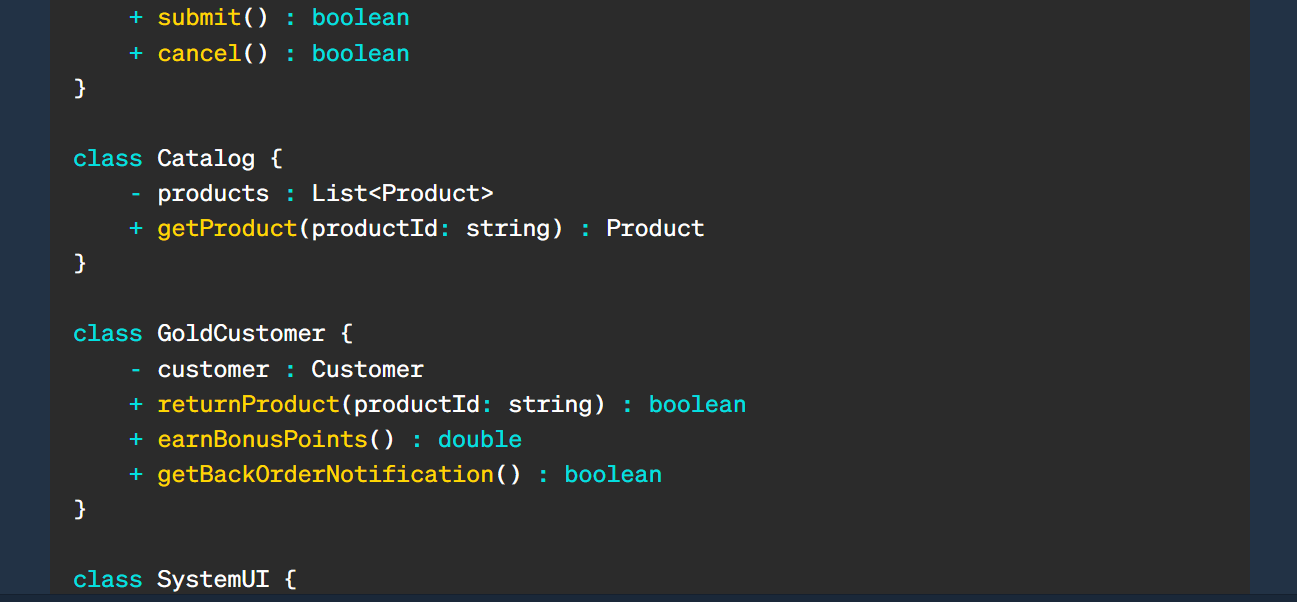 + submit() : boolean
+ cancel() : boolean
}
class Catalog {
- products : List<Product>
+ getProduct(productId: string) : Product
}
class GoldCustomer {
- customer : Customer
+ returnProduct(productId: string) : boolean
+ earnBonusPoints() : double
+ getBackOrderNotification() : boolean
}
class SystemUI {